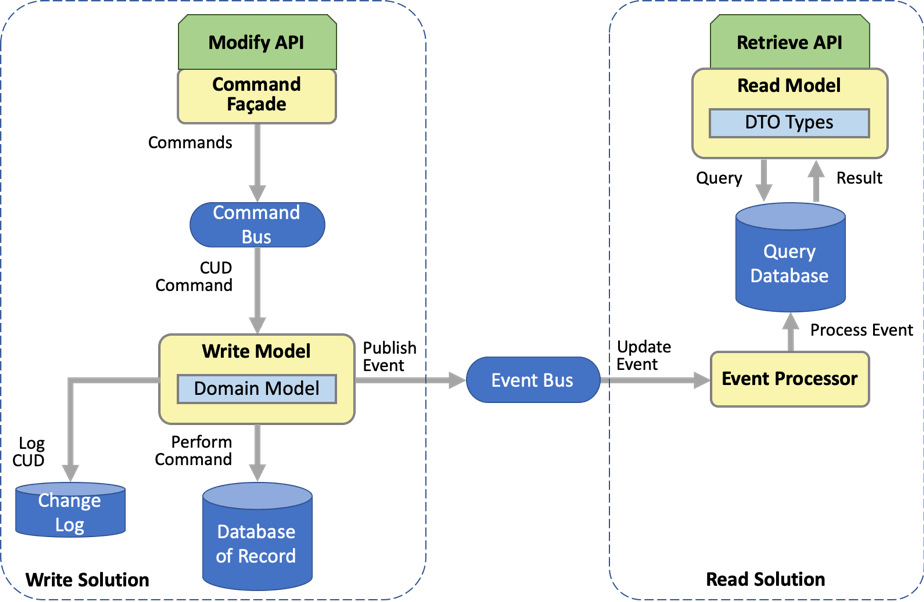 Modify API
Command
Façade
Commands
Command
Bus
CUD
Command
Write Model
Domain Model
Publish
Event
Log
CUD
Perform
Command
Change
Log
Database
of Record
Write Solution
Event Bus
Update
Event
Retrieve API
Read Model
DTO Types
Query
Result
Query
Database
Process Event
Event Processor
Read Solution